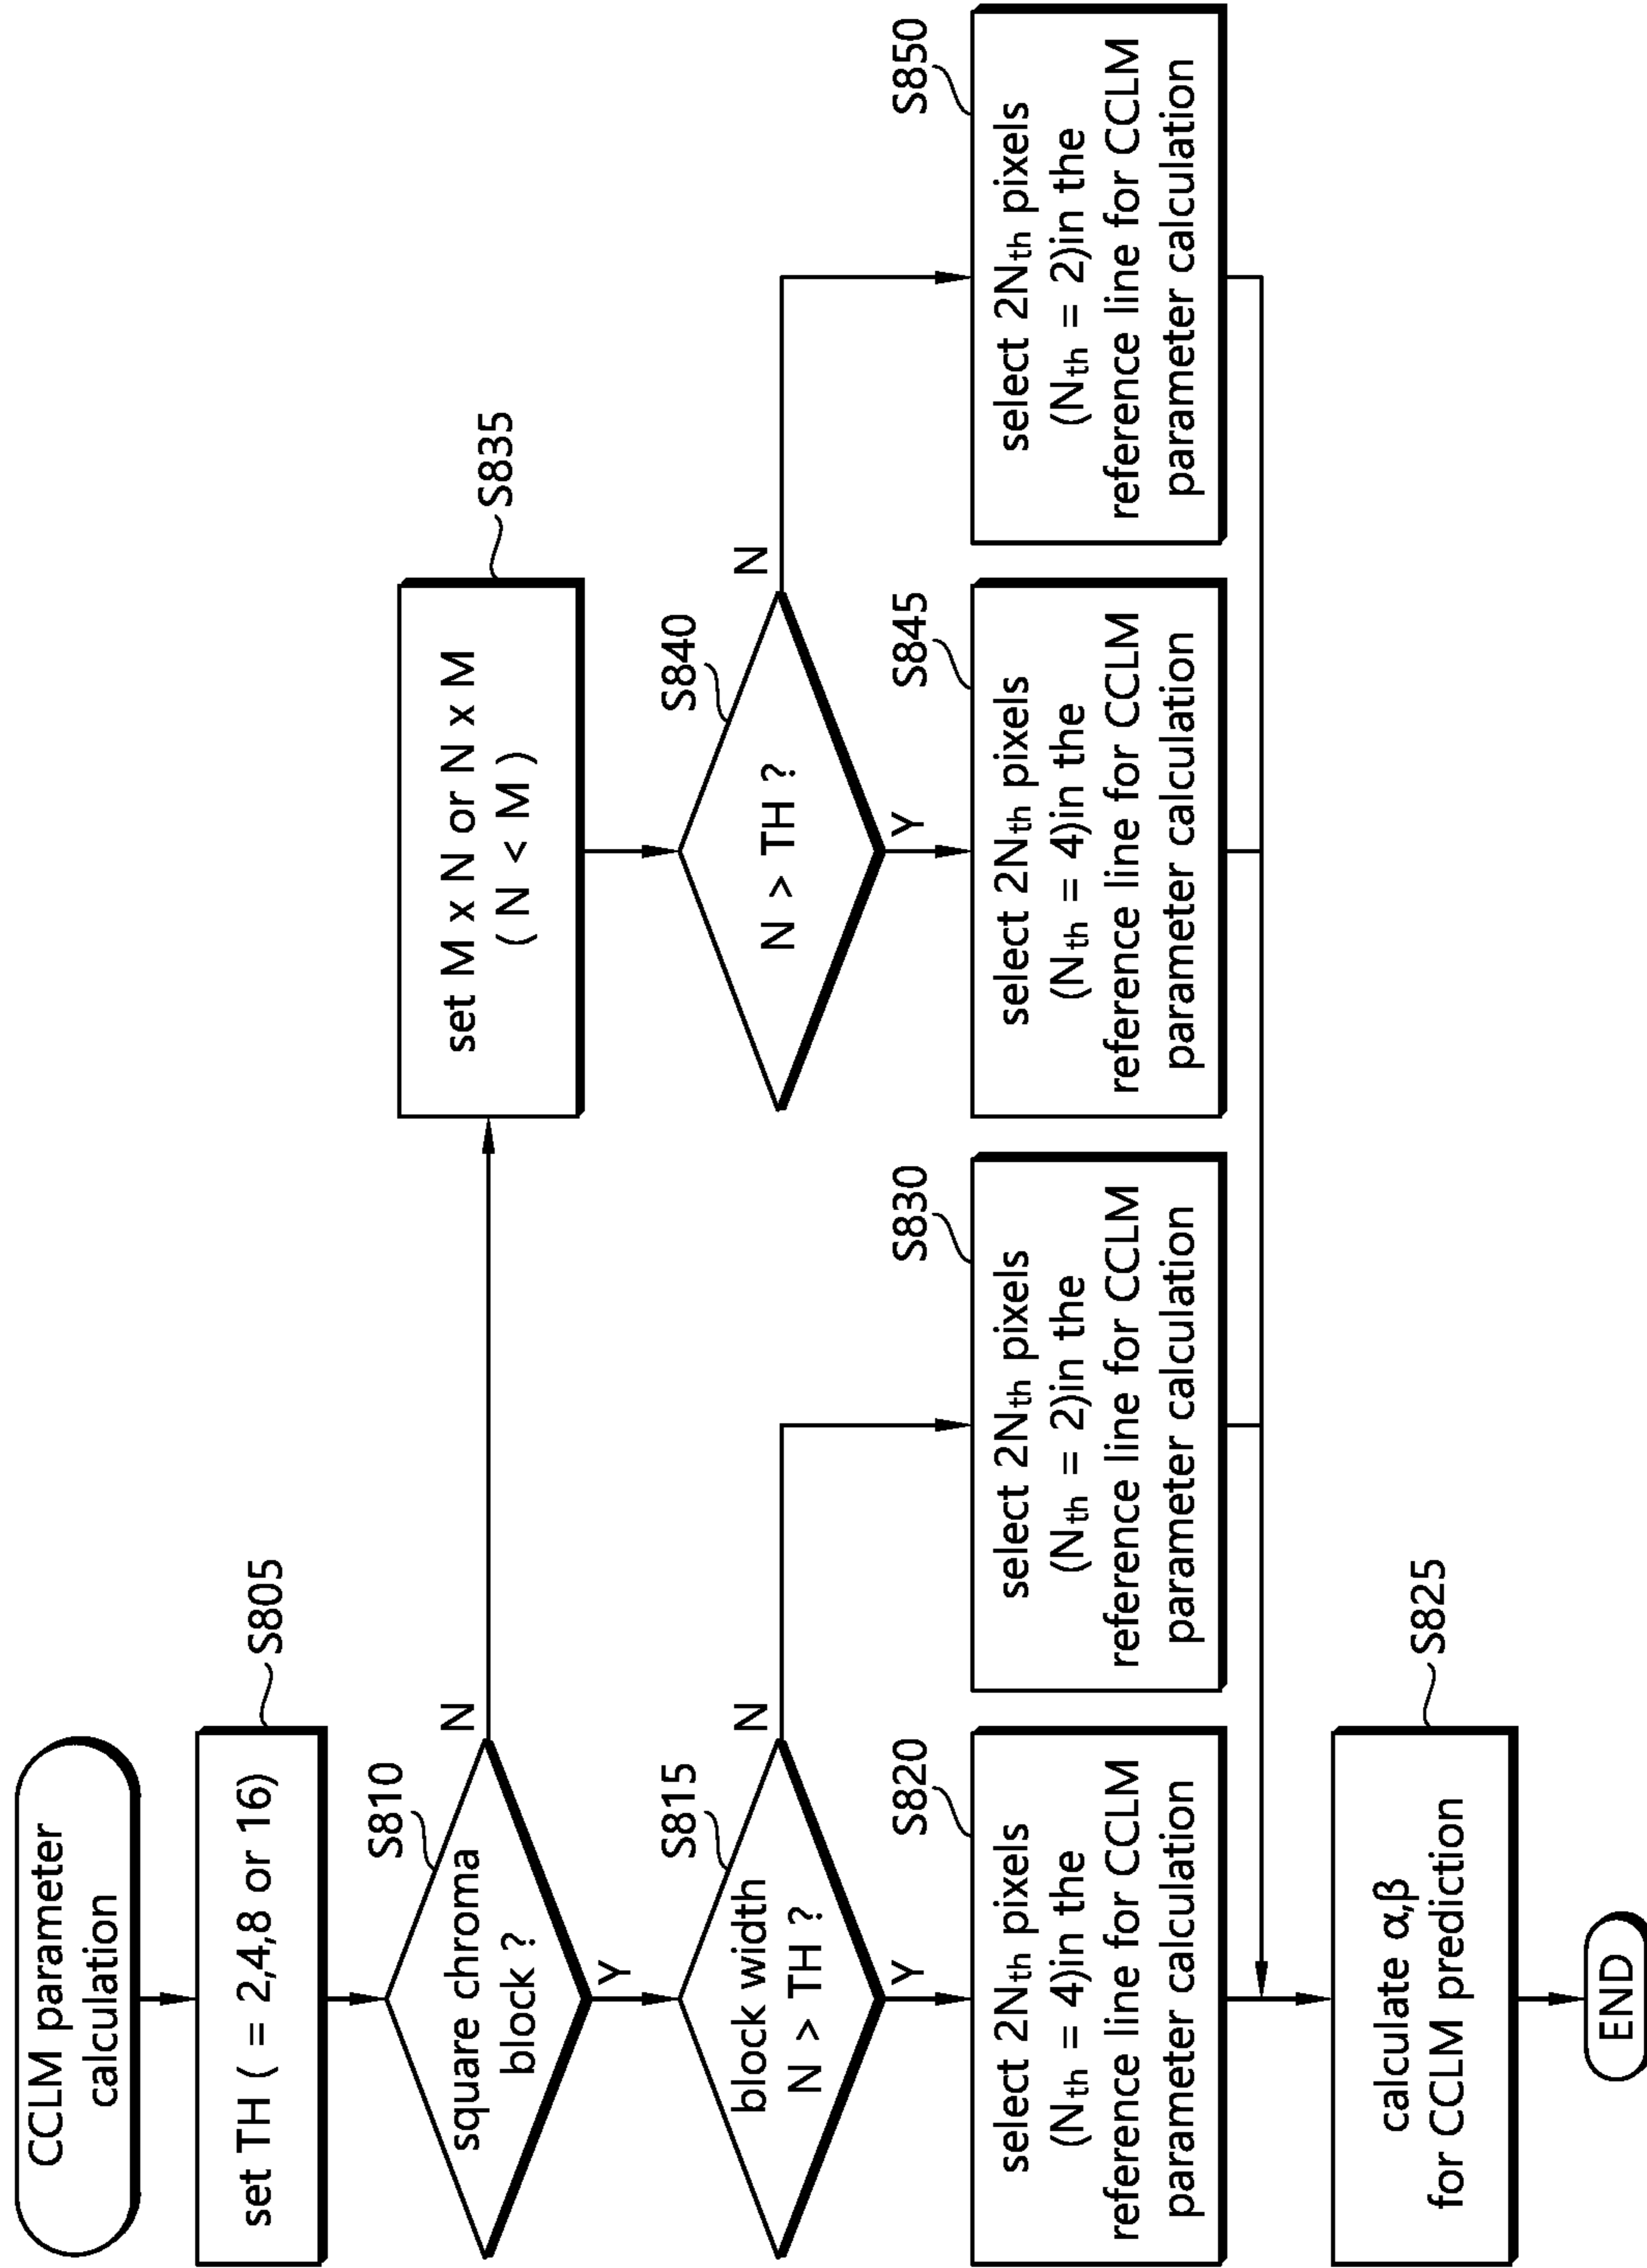 CCLM parameter
calculation
set TH ( = 2,4,8 or 16)
S805
square chroma
block ?
S810
N
Y
block width
N > TH ?
S815
N
Y
select 2Nth pixels
(Nth = 4)in the
reference line for CCLM
parameter calculation
S820
select 2Nth pixels
(Nth = 2)in the
reference line for CCLM
parameter calculation
S830
set M x N or N x M
( N < M )
S835
N > TH ?
S840
N
Y
select 2Nth pixels
(Nth = 4)in the
reference line for CCLM
parameter calculation
S845
select 2Nth pixels
(Nth = 2)in the
reference line for CCLM
parameter calculation
S850
calculate α,β
for CCLM prediction
S825
END